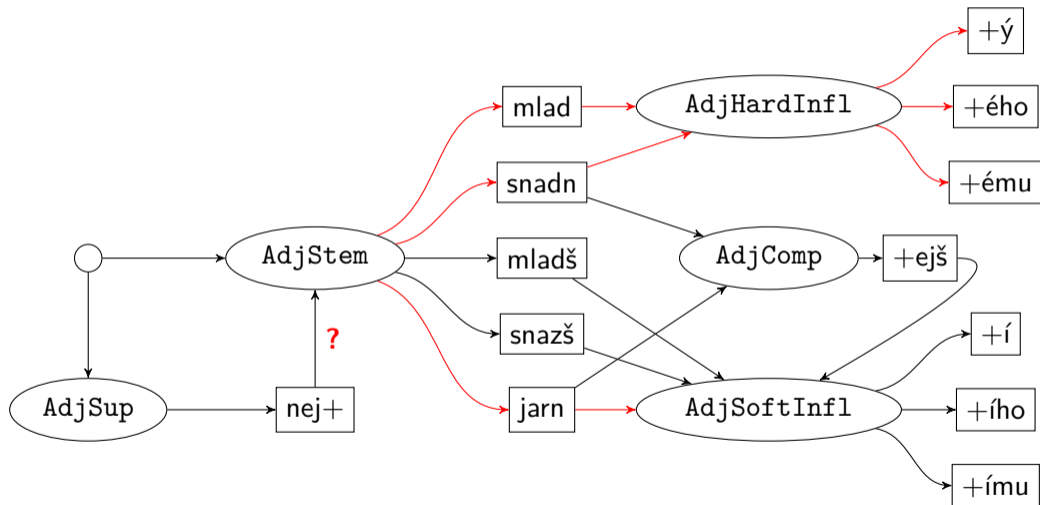 +ý
mlad
AdjHardInfl
+ého
snadn
+ému
AdjStem
mladš
AdjComp
+ejš
?
snazš
+í
AdjSup
nej+
jarn
AdjSoftInfl
+ího
+ímu